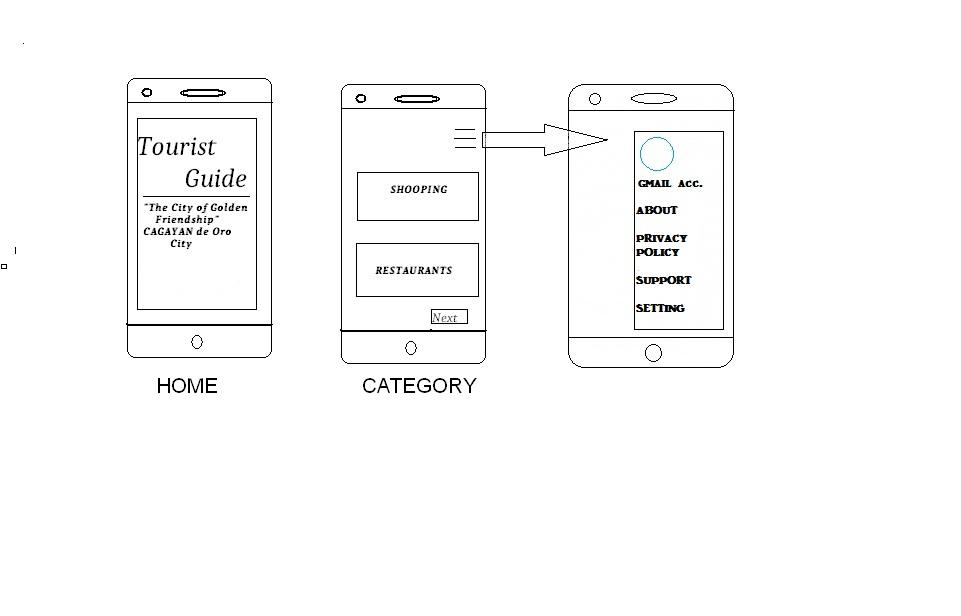 Tourist
Guide
"The City of Golden
Friendship"
CAGAYAN de Oro
City
HOME
SHOOPING
RESTAURANTS
Next
CATEGORY
GMAIL ACC.
ABOUT
PRIVACY
POLICY
SUPPORT
SETTING